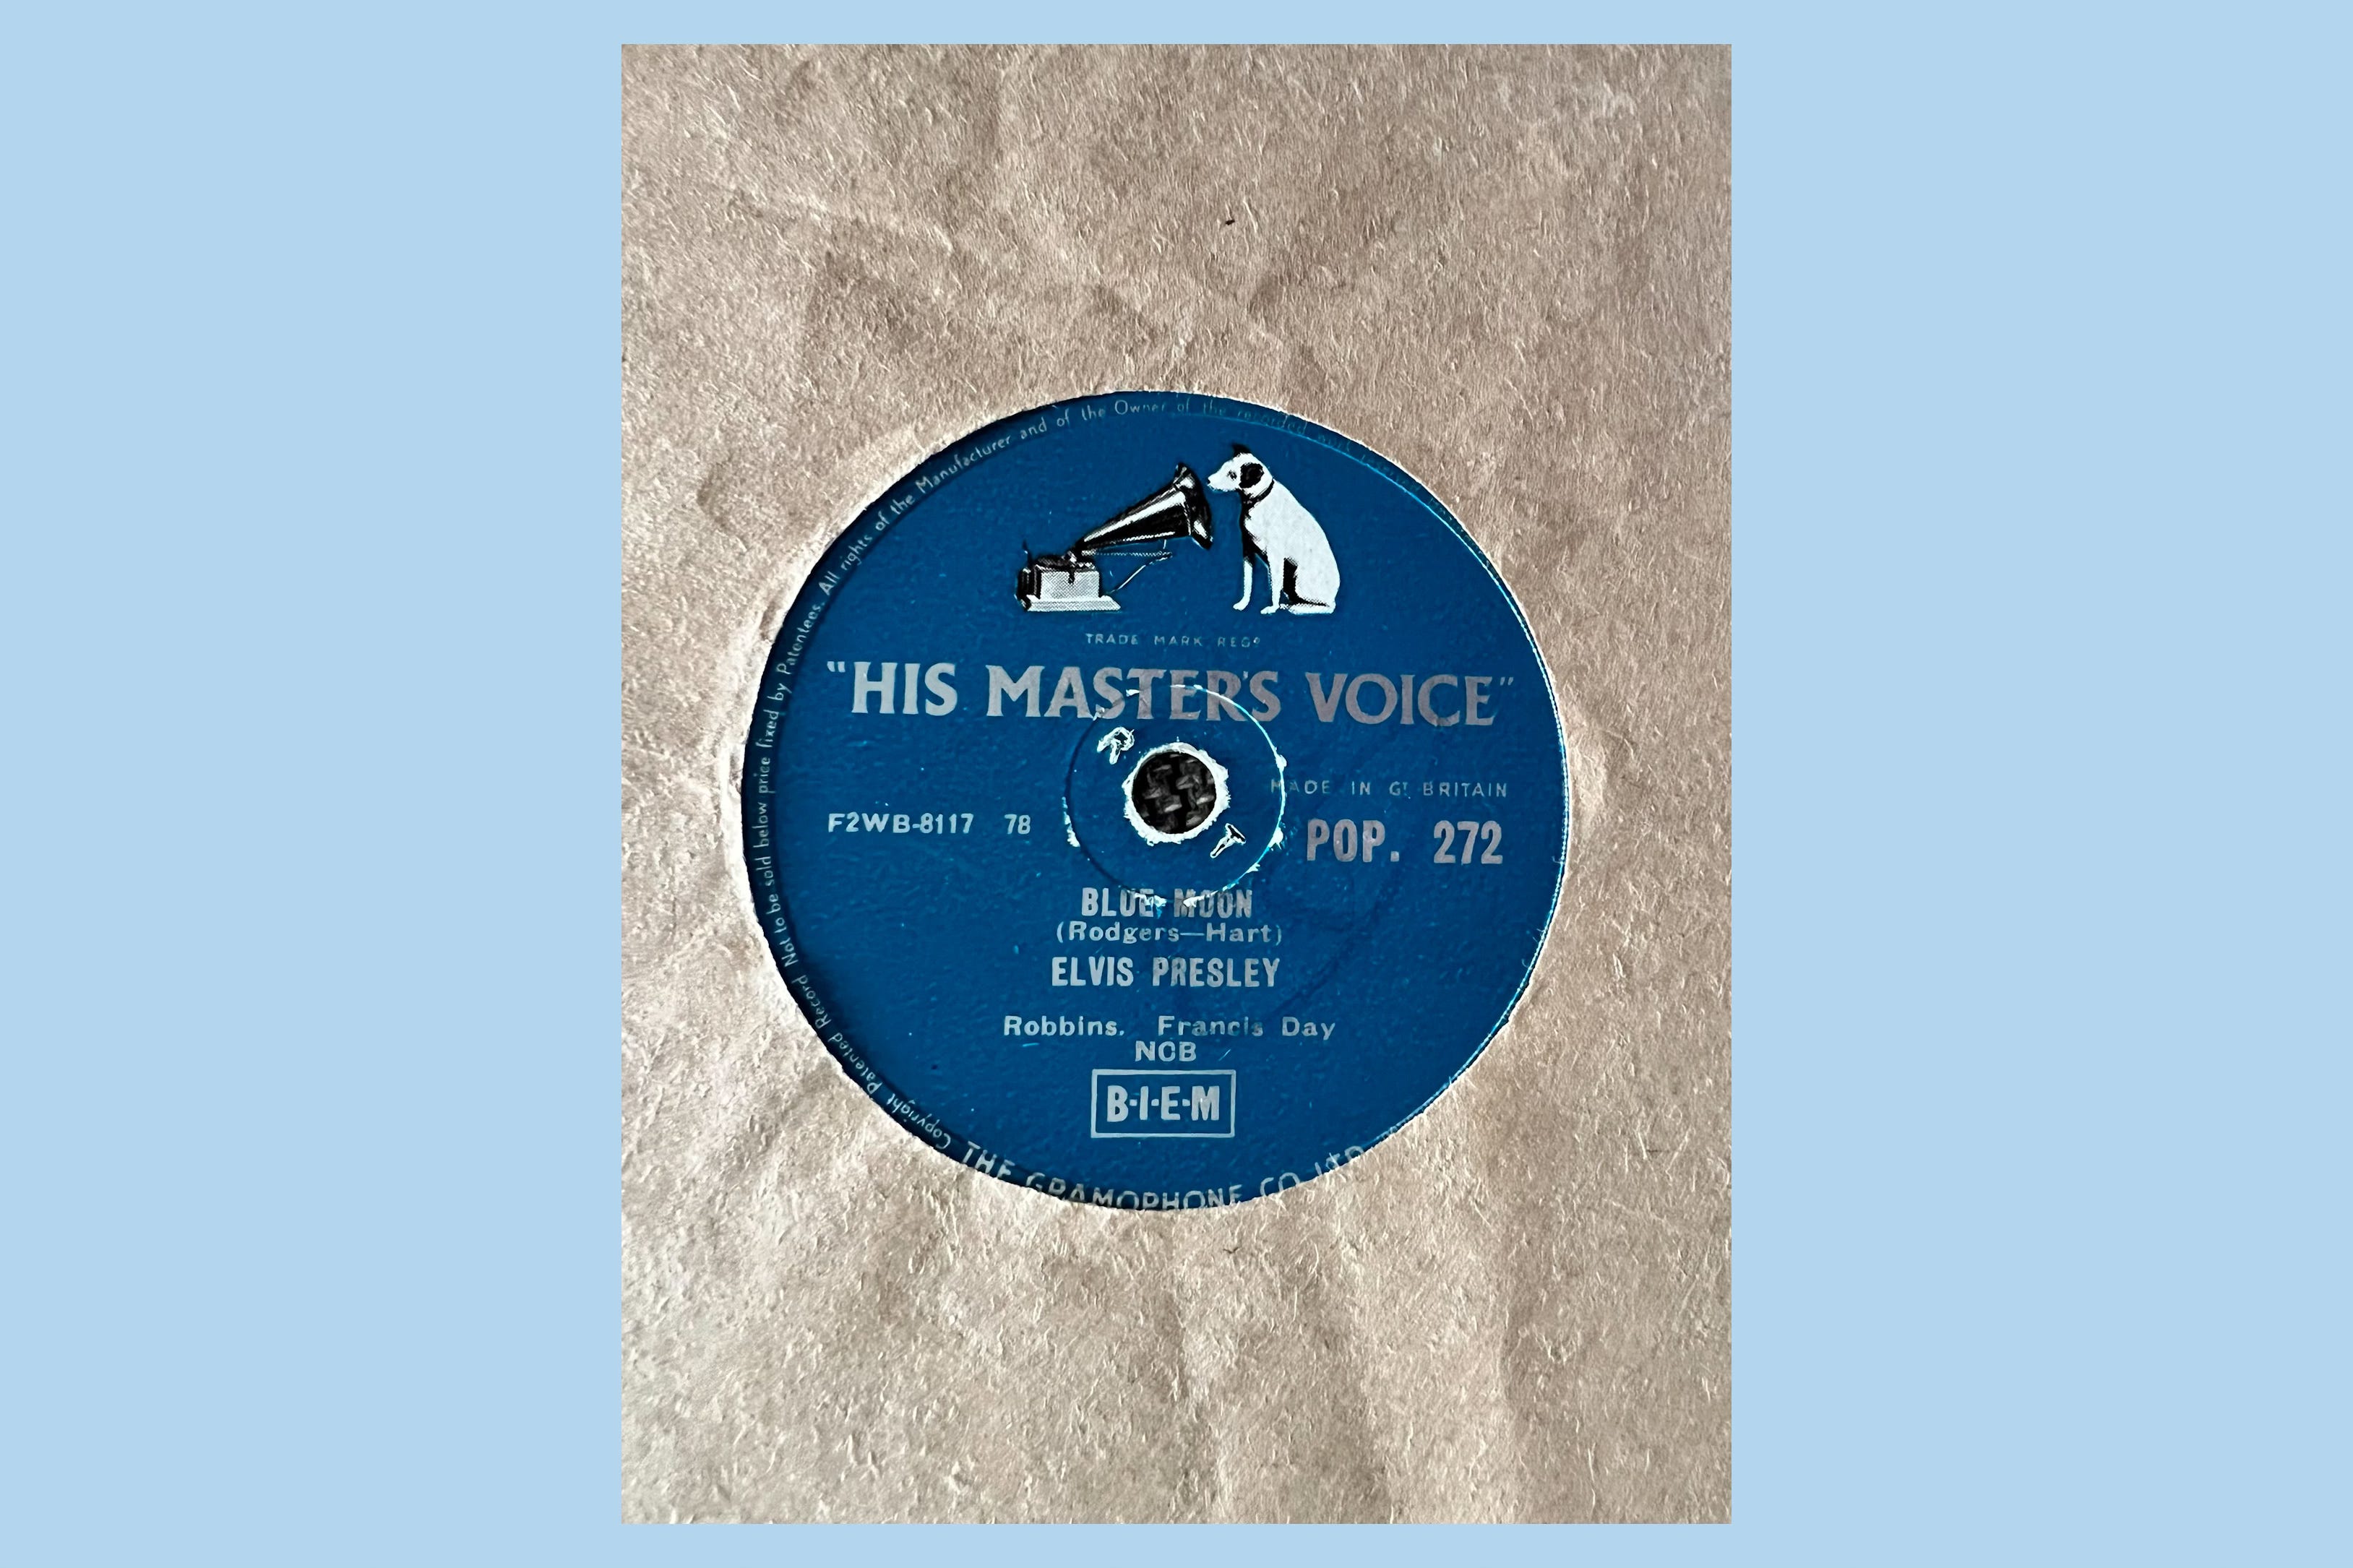 Copyright Patented Record Not to be sold below price fixed by Patentees. All rights of the Manufacturer and of the Owner of the recorded work
TRADE MARK REGD
"HIS MASTER'S VOICE"
R
MADE IN GT BRITAIN
F2WB-8117 78
T
POP. 272
BLUE MOON
(Rodgers—Hart)
ELVIS PRESLEY
Robbins. Francis Day
NCB
B·I·E·M
THE GRAMOPHONE CO. LTD.